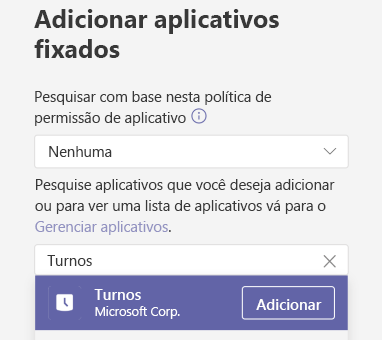 Adicionar aplicativos
fixados
Pesquisar com base nesta política de
permissão de aplicativo
Nenhuma
Pesquise aplicativos que você deseja adicionar
ou para ver uma lista de aplicativos vá para o
Gerenciar aplicativos.
Turnos
Turnos
Microsoft Corp.
Adicionar